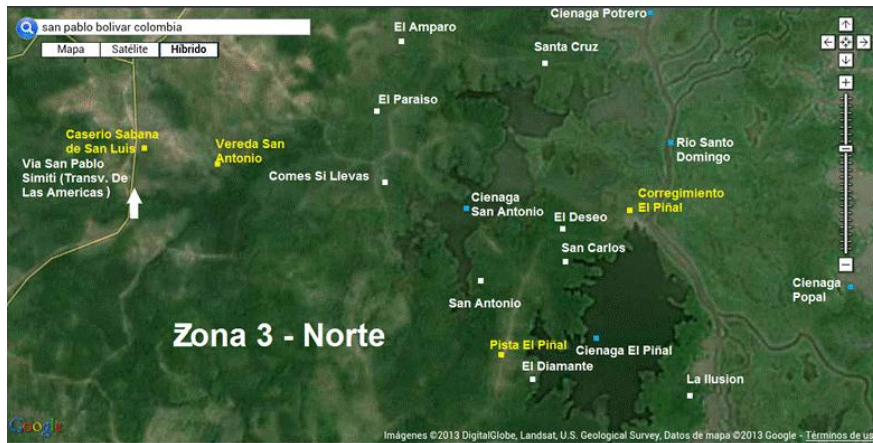 san pablo bolivar colombia
Mapa
Satélite
Híbrido
El Amparo
Cienaga Potrero
Santa Cruz
El Paraiso
Caserio Sabana
de San Luis
Vereda San
Antonio
Via San Pablo
Simiti (Transv. De
Las Americas )
Comes Si Llevas
Rio Santo
Domingo
Cienaga
San Antonio
Corregimiento
El Piñal
El Deseo
San Carlos
Cienaga
Popal
San Antonio
Zona 3 - Norte
Pista El Piñal
Cienaga El Piñal
El Diamante
La Ilusion
Google
Imágenes ©2013 DigitalGlobe, Landsat, U.S. Geological Survey, Datos de mapa ©2013 Google - Términos de us